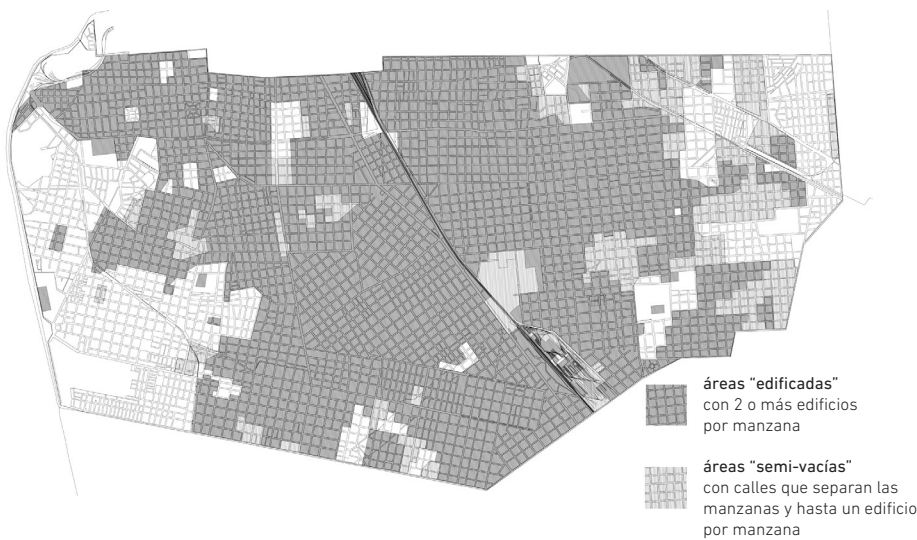 áreas “edificadas”
con 2 o más edificios
por manzana
áreas “semi-vacías”
con calles que separan las
manzanas y hasta un edificio
por manzana